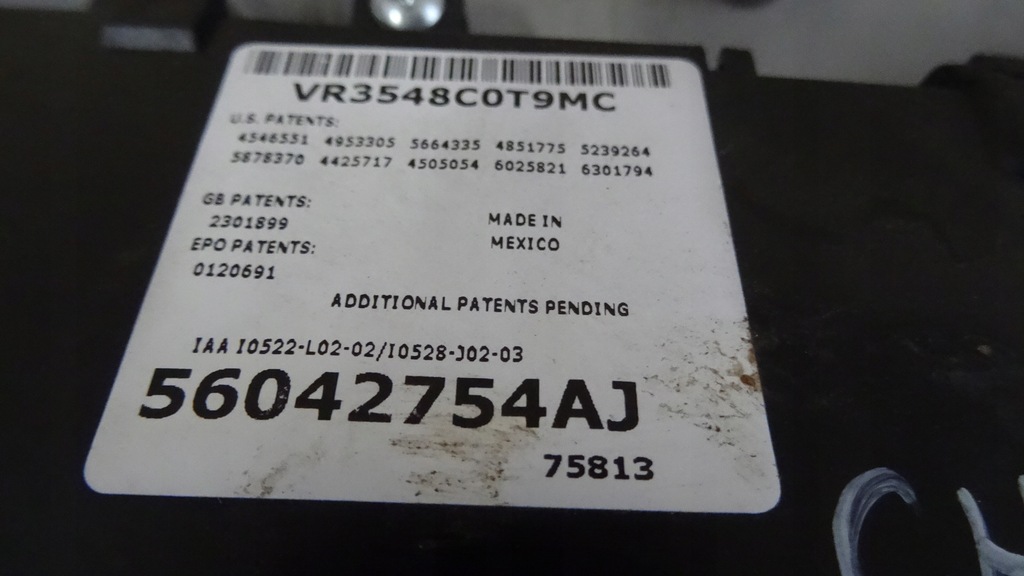 VR3548C0T9MC
U.S. PATENTS:
4546551 4953305 5664335 4851775 5239264
5878370 4425717 4505054 6025821 6301794
GB PATENTS:
2301899
MADE IN
EPO PATENTS:
MEXICO
0120691
ADDITIONAL PATENTS PENDING
IAA I0522-L02-02/I0528-J02-03
56042754AJ
75813